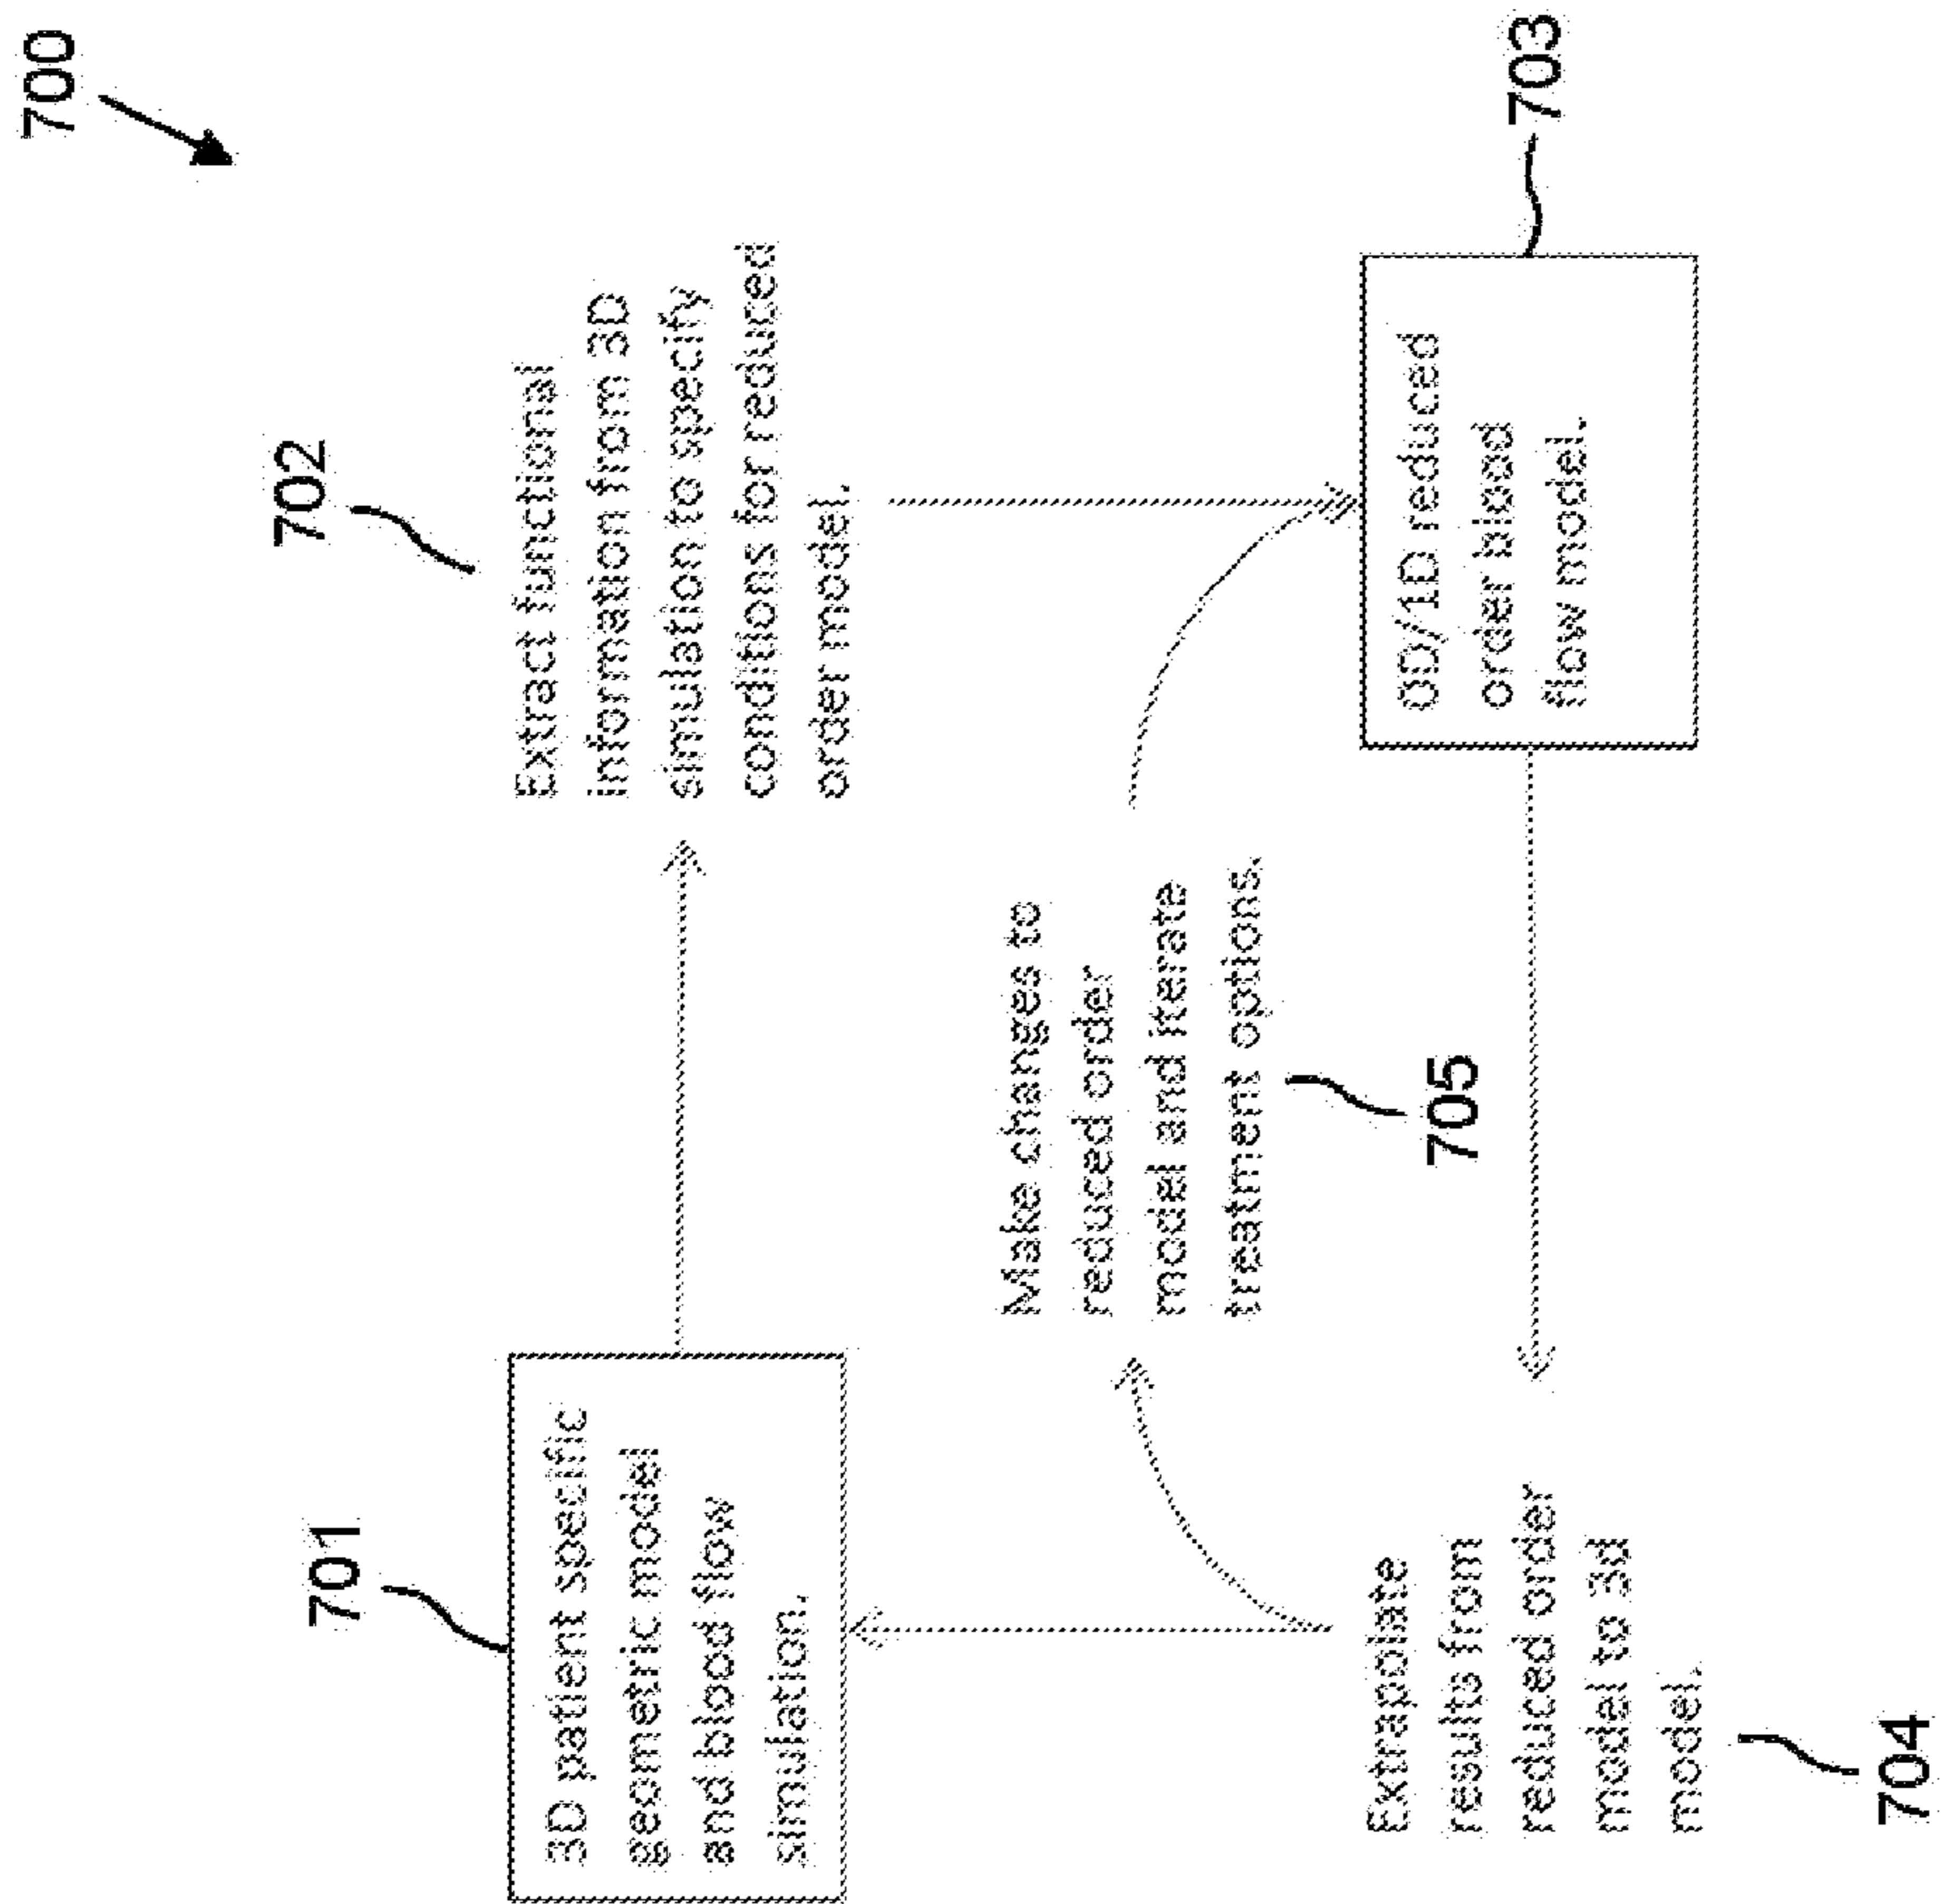 700
701
3D patient specific
geometric model
and blood flow
simulation.
702
Extract functional
information from 3D
simulation to specify
conditions for reduced
order model.
Make changes to
reduced order
model and iterate
treatment options.
705
Extrapolate
results from
reduced order
model to 3d
model.
704
0D/1D reduced
order blood
flow model.
703